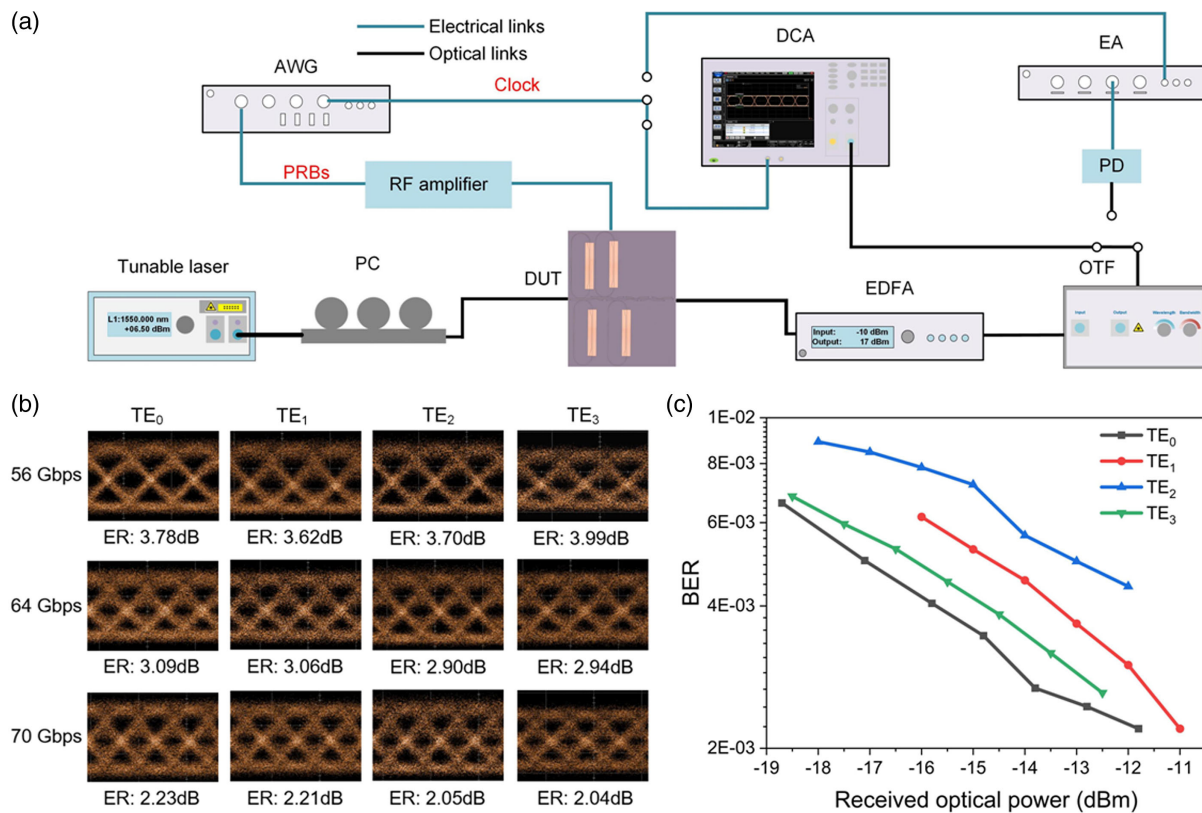 (a)
Electrical links
Optical links
DCA
EA
AWG
Clock
PRBs
RF amplifier
PD
Tunable laser
PC
DUT
EDFA
OTF
L1:1550.000 nm
+06.50 dBm
Input: -10 dBm
Output: 17 dBm
Input Output Wavelength Bandwidth
(b)
TE₀ TE₁ TE₂ TE₃
56 Gbps
ER: 3.78dB ER: 3.62dB ER: 3.70dB ER: 3.99dB
64 Gbps
ER: 3.09dB ER: 3.06dB ER: 2.90dB ER: 2.94dB
70 Gbps
ER: 2.23dB ER: 2.21dB ER: 2.05dB ER: 2.04dB
(c)
1E-02
8E-03
6E-03
4E-03
2E-03
BER
TE₀
TE₁
TE₂
TE₃
-19 -18 -17 -16 -15 -14 -13 -12 -11
Received optical power (dBm)